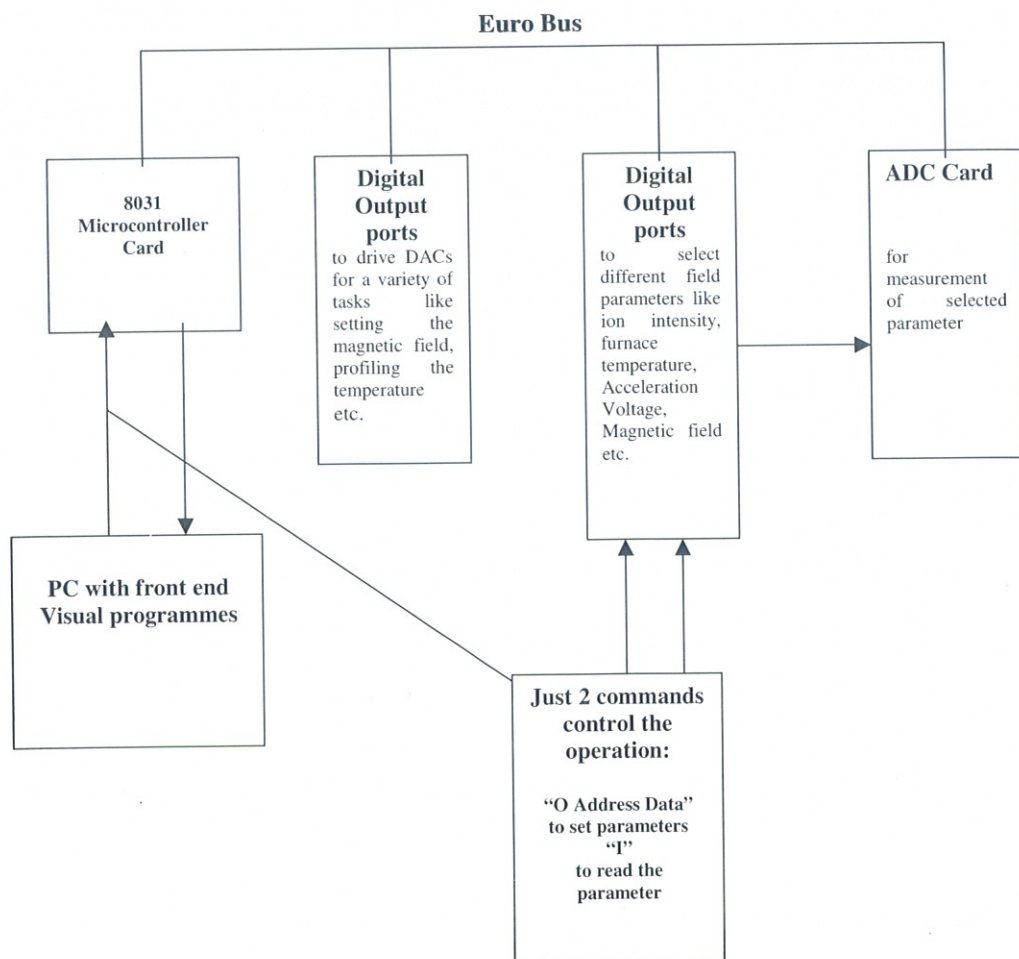 Euro Bus
8031
Microcontroller
Card
Digital
Output
ports
to drive DACs
for a variety of
tasks like
setting the
magnetic field,
profiling the
temperature
etc.
Digital
Output
ports
to select
different field
parameters like
ion intensity,
furnace
temperature,
Acceleration
Voltage,
Magnetic field
etc.
ADC Card
for
measurement
of selected
parameter
PC with front end
Visual programmes
Just 2 commands
control the
operation:
“O Address Data”
to set parameters
“I”
to read the
parameter